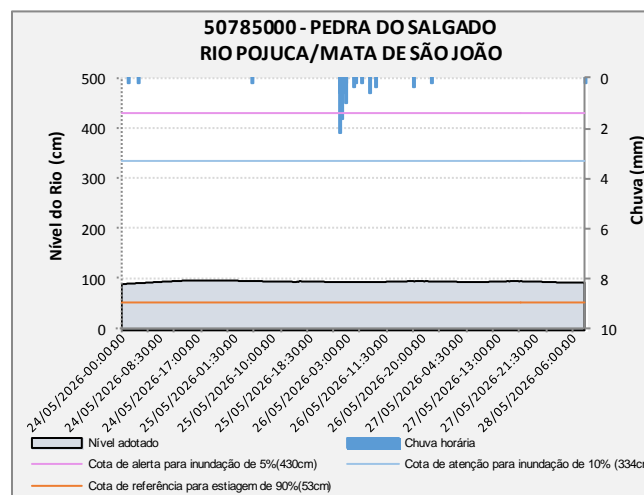 50785000 - PEDRA DO SALGADO
RIO POJUCA/MATA DE SÃO JOÃO
Nível do Rio (cm)
500
400
300
200
100
0
Chuva (mm)
0
2
4
6
8
10
24/05/2026-00:00:00
24/05/2026-08:30:00
24/05/2026-17:00:00
25/05/2026-01:30:00
25/05/2026-10:00:00
25/05/2026-18:30:00
26/05/2026-03:00:00
26/05/2026-11:30:00
26/05/2026-20:00:00
27/05/2026-04:30:00
27/05/2026-13:00:00
27/05/2026-21:30:00
28/05/2026-06:00:00
Nível adotado
Chuva horária
Cota de alerta para inundação de 5%(430cm)
Cota de atenção para inundação de 10% (334cm
Cota de referência para estiagem de 90%(53cm)